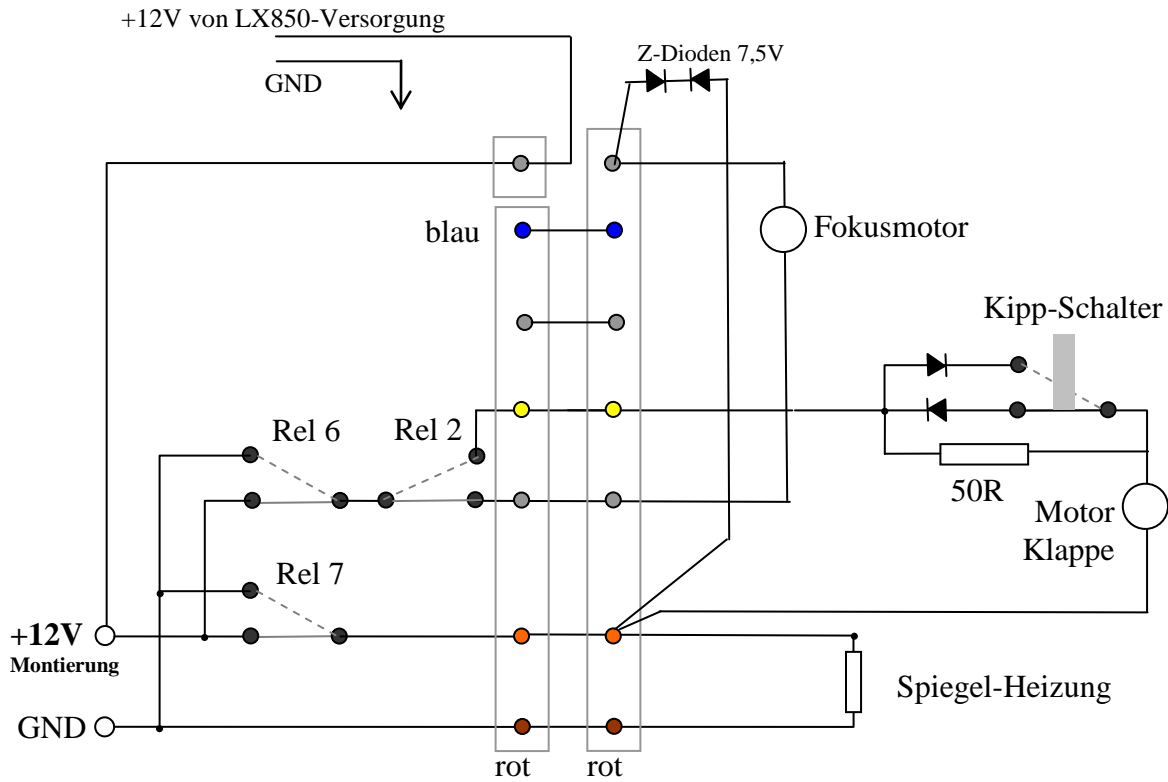 +12V von LX850-Versorgung
GND
Z-Dioden 7,5V
blau
Fokusmotor
Kipp-Schalter
Rel 6
Rel 2
50R
Motor
Klappe
Rel 7
+12V
Montierung
Spiegel-Heizung
GND
rot
rot